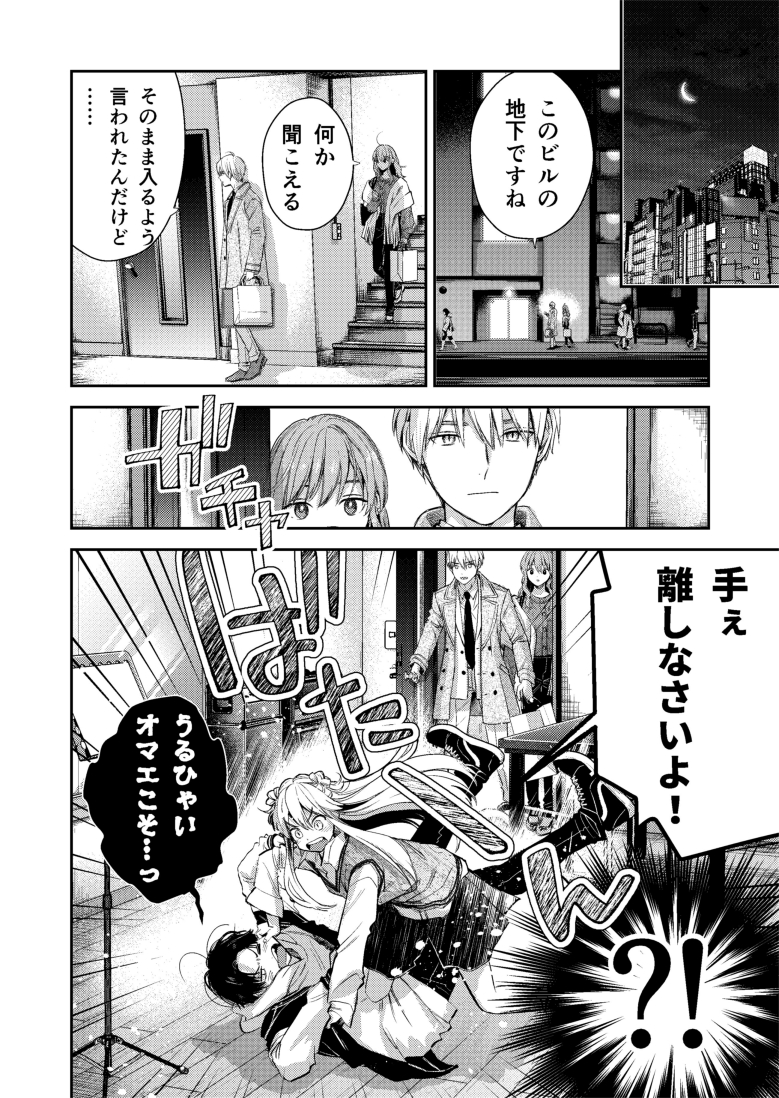 このビルの
地下ですね
何か
聞こえる
そのまま入るよう
言われたんだけど
……
ガチャ
手ぇ
離しなさいよ！
ばたーん
うるひゃい
オマエこそ…っ
?!